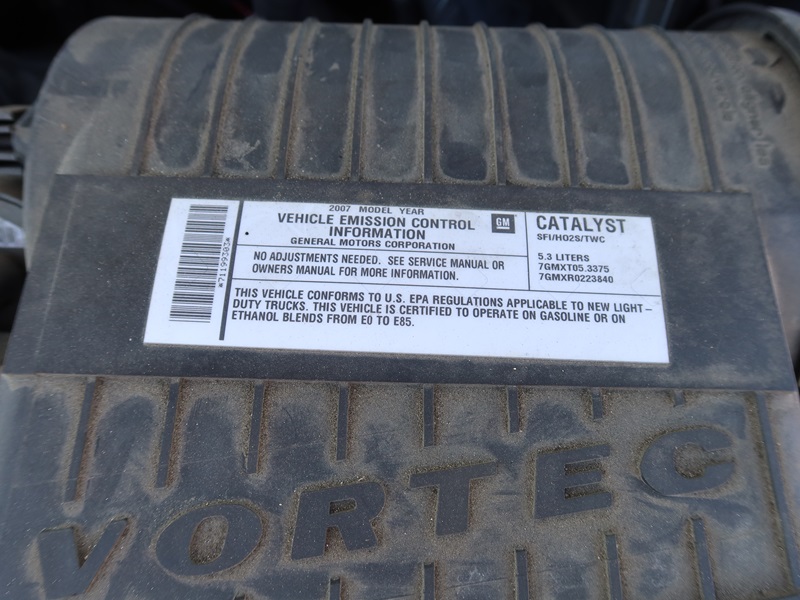 *71199303*
2007 MODEL YEAR
VEHICLE EMISSION CONTROL
INFORMATION
GENERAL MOTORS CORPORATION
GM
CATALYST
SFI/HO2S/TWC
NO ADJUSTMENTS NEEDED. SEE SERVICE MANUAL OR
OWNERS MANUAL FOR MORE INFORMATION.
5.3 LITERS
7GMXT05.3375
7GMXR0223840
THIS VEHICLE CONFORMS TO U.S. EPA REGULATIONS APPLICABLE TO NEW LIGHT-
DUTY TRUCKS. THIS VEHICLE IS CERTIFIED TO OPERATE ON GASOLINE OR ON
ETHANOL BLENDS FROM E0 TO E85.
VORTEC